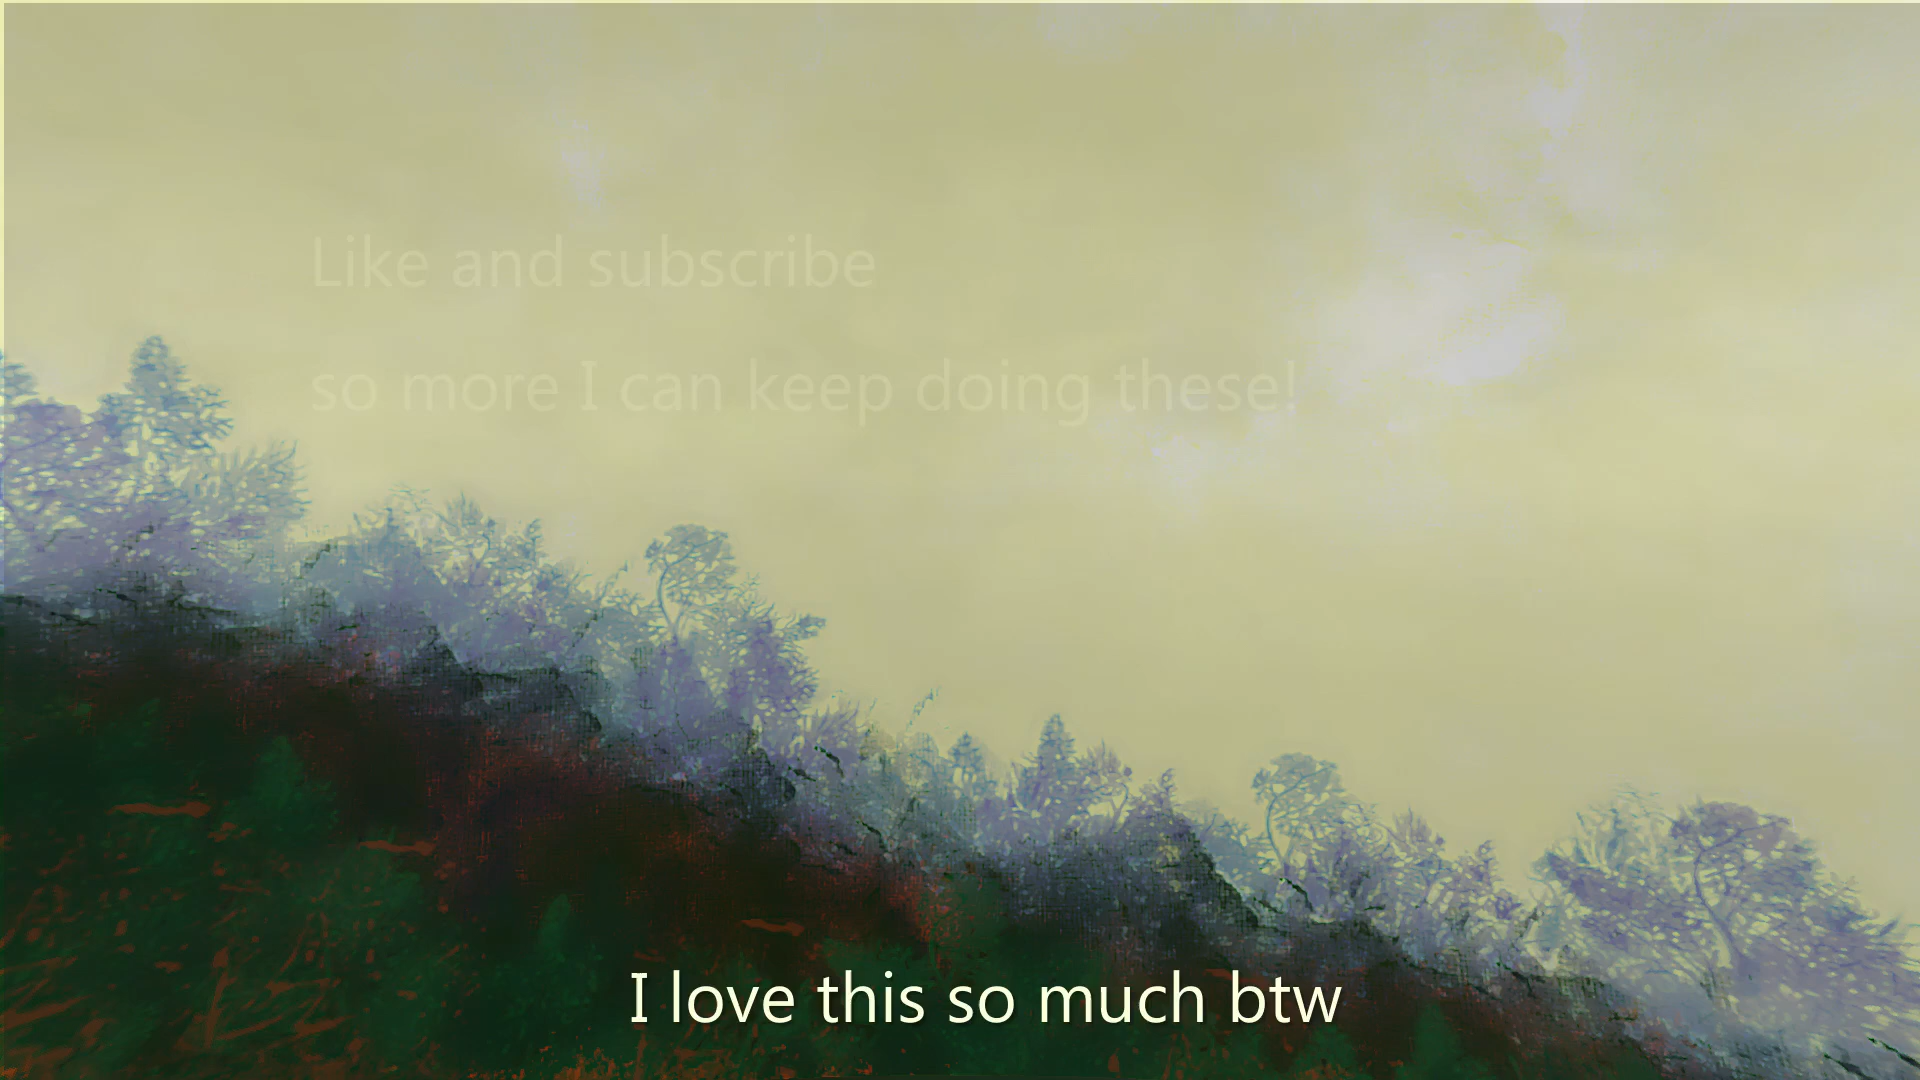 Like and subscribe
so more I can keep doing these!
I love this so much btw